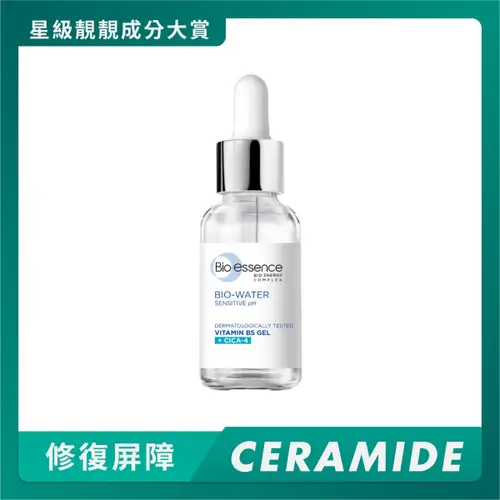 星級靚靚成分大賞
Bio essence
BIO ENERGY
COMPLEX
BIO-WATER
SENSITIVE pH
DERMATOLOGICALLY TESTED
VITAMIN B5 GEL
+ CICA-4
修復屏障
CERAMIDE